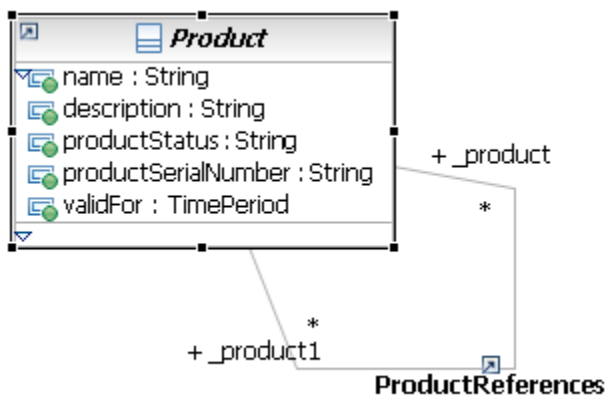 Product
name : String
description : String
productStatus : String
productSerialNumber : String
validFor : TimePeriod
+ _product
*
*
+ _product1
ProductReferences